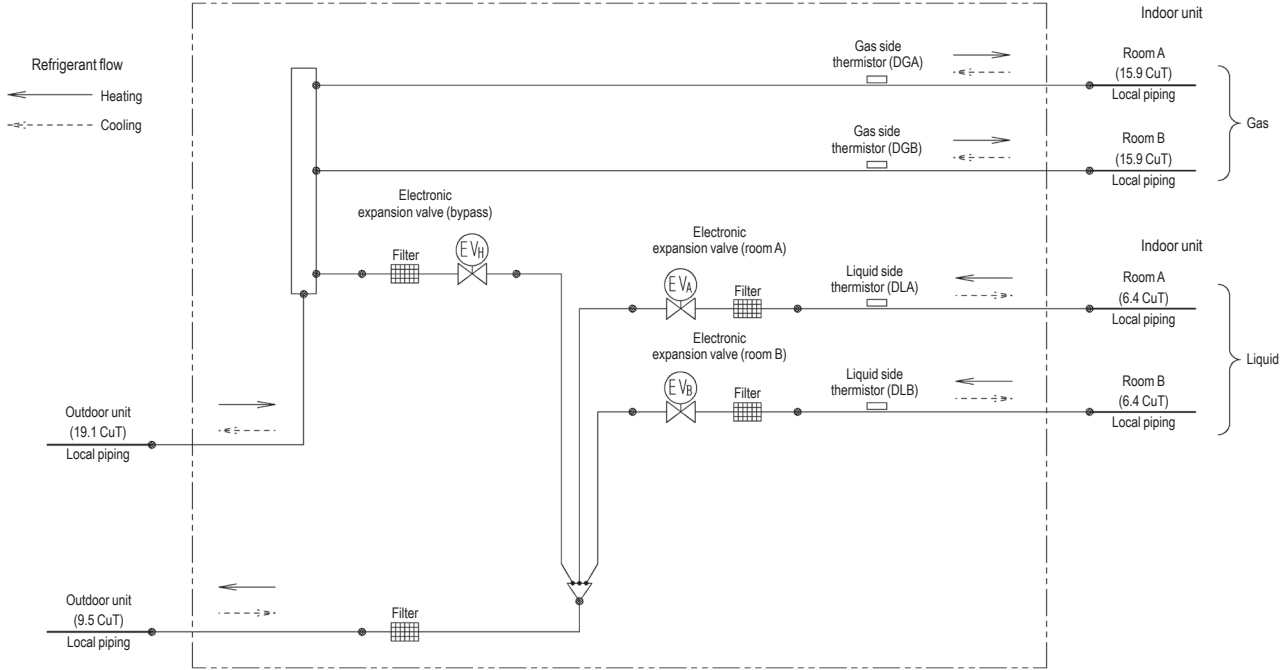 Indoor unit
Refrigerant flow
Heating
Cooling
Gas side
thermistor (DGA)
Room A
(15.9 CuT)
Local piping
Gas
Gas side
thermistor (DGB)
Room B
(15.9 CuT)
Local piping
Electronic
expansion valve (bypass)
Filter
EVH
Electronic
expansion valve (room A)
EVA
Filter
Liquid side
thermistor (DLA)
Indoor unit
Room A
(6.4 CuT)
Local piping
Liquid
Electronic
expansion valve (room B)
EVB
Filter
Liquid side
thermistor (DLB)
Room B
(6.4 CuT)
Local piping
Outdoor unit
(19.1 CuT)
Local piping
Outdoor unit
(9.5 CuT)
Local piping
Filter